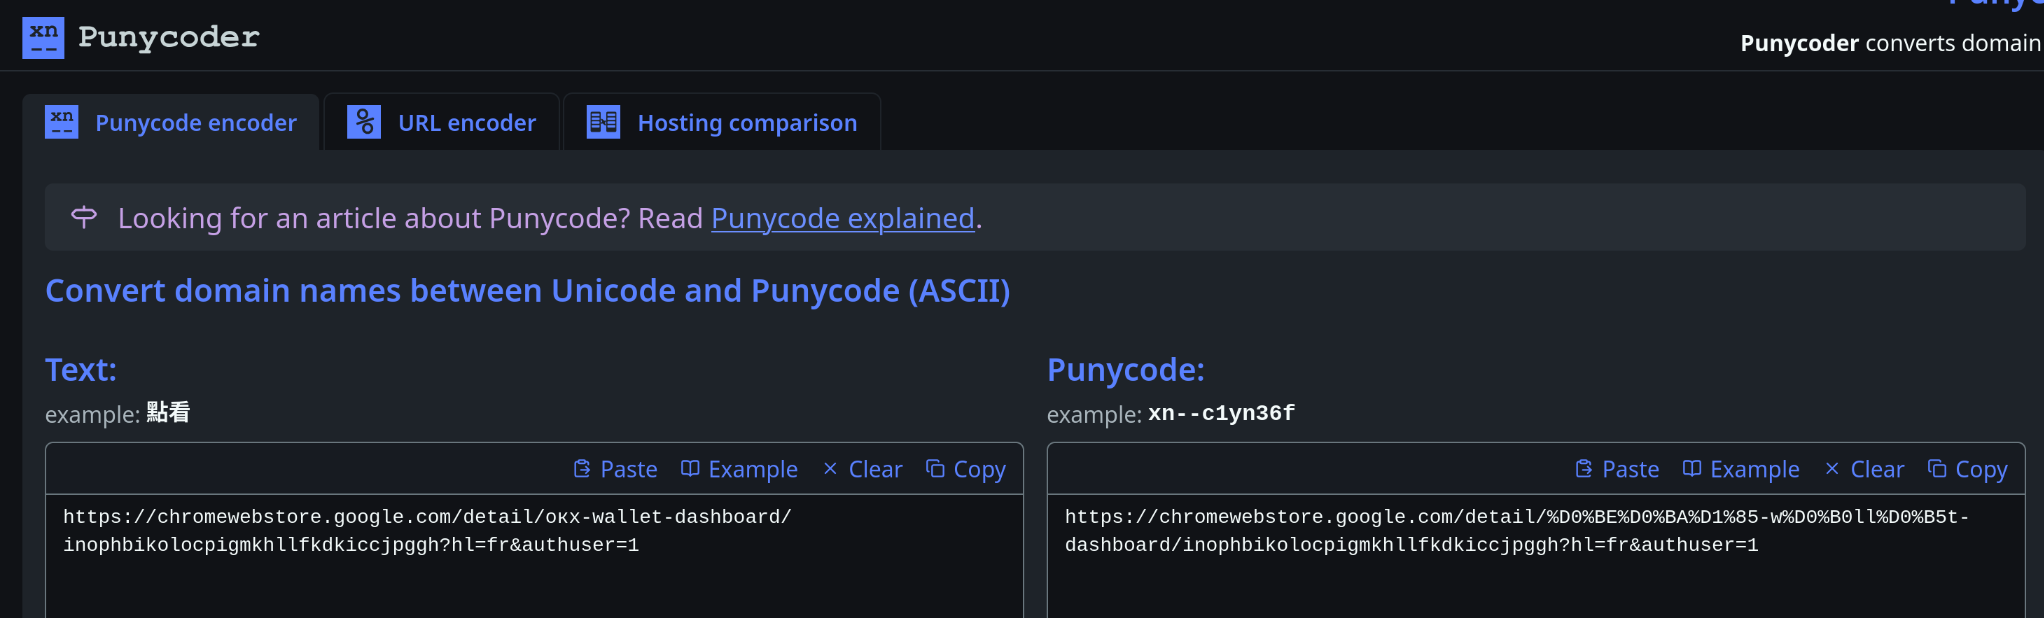 xn--
Punycoder
Punyc
Punycoder converts domain
xn--
Punycode encoder
%
URL encoder
Hosting comparison
Looking for an article about Punycode? Read Punycode explained.
Convert domain names between Unicode and Punycode (ASCII)
Text:
example: 點看
Paste
Example
Clear
Copy
https://chromewebstore.google.com/detail/окх-wаllеt-dashboard/
inophbikolocpigmkhllfkdkiccjpggh?hl=fr&authuser=1
Punycode:
example: xn--c1yn36f
Paste
Example
Clear
Copy
https://chromewebstore.google.com/detail/%D0%BE%D0%BA%D1%85-w%D0%B0ll%D0%B5t-
dashboard/inophbikolocpigmkhllfkdkiccjpggh?hl=fr&authuser=1